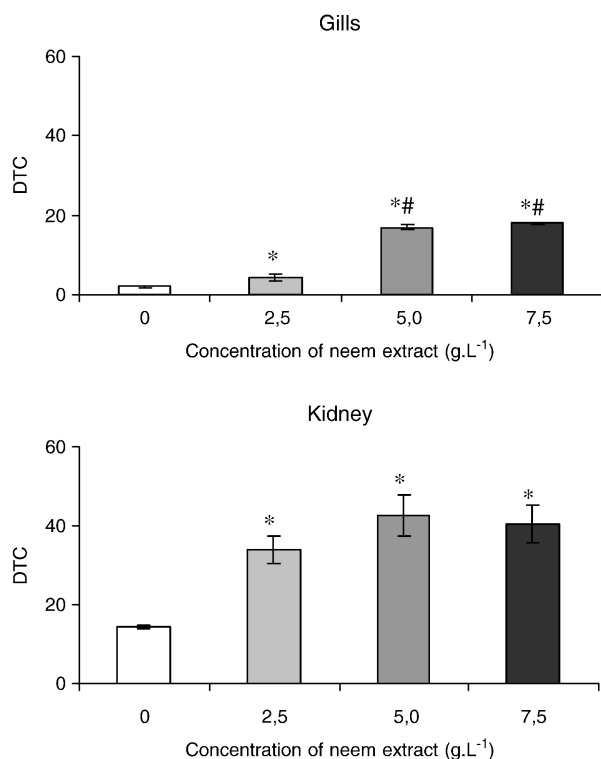 Gills
60
40
20
0
DTC
*
*#
*#
0 2,5 5,0 7,5
Concentration of neem extract (g.L⁻¹)
Kidney
60
40
20
0
DTC
*
*
*
0 2,5 5,0 7,5
Concentration of neem extract (g.L⁻¹)